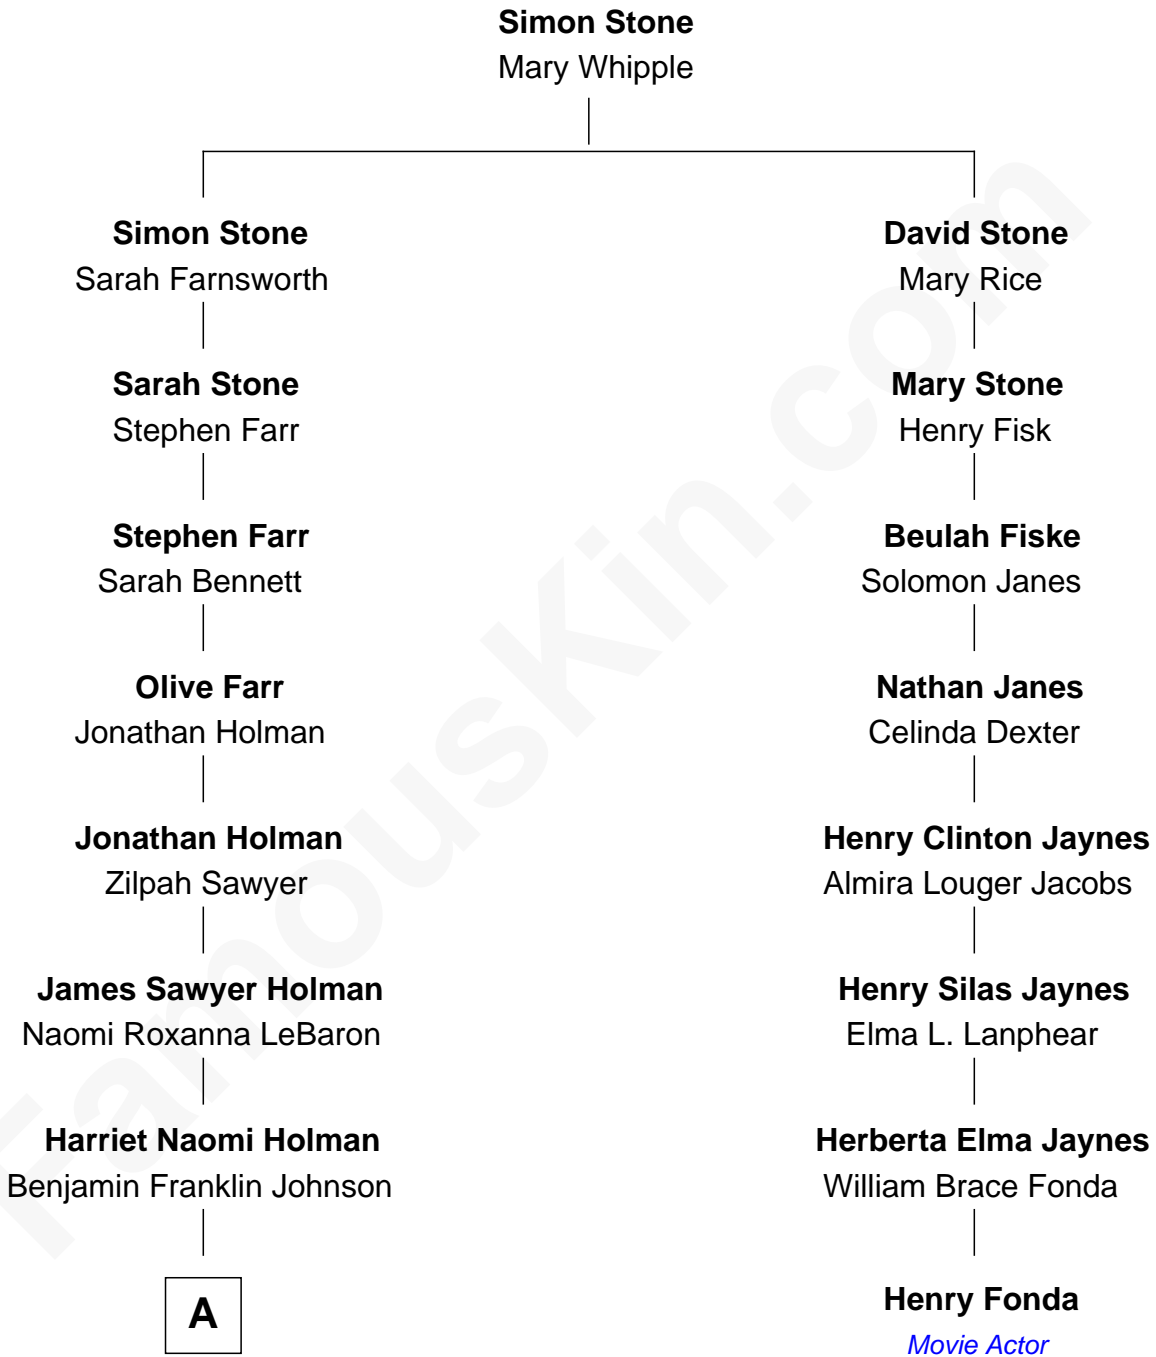 Simon Stone
Mary Whipple
Simon Stone
Sarah Farnsworth
David Stone
Mary Rice
Sarah Stone
Stephen Farr
Mary Stone
Henry Fisk
Stephen Farr
Sarah Bennett
Beulah Fiske
Solomon Janes
Olive Farr
Jonathan Holman
Nathan Janes
Celinda Dexter
Jonathan Holman
Zilpah Sawyer
Henry Clinton Jaynes
Almira Louger Jacobs
James Sawyer Holman
Naomi Roxanna LeBaron
Henry Silas Jaynes
Elma L. Lanphear
Harriet Naomi Holman
Benjamin Franklin Johnson
Herberta Elma Jaynes
William Brace Fonda
A
Henry Fonda
Movie Actor
FamousKin.com